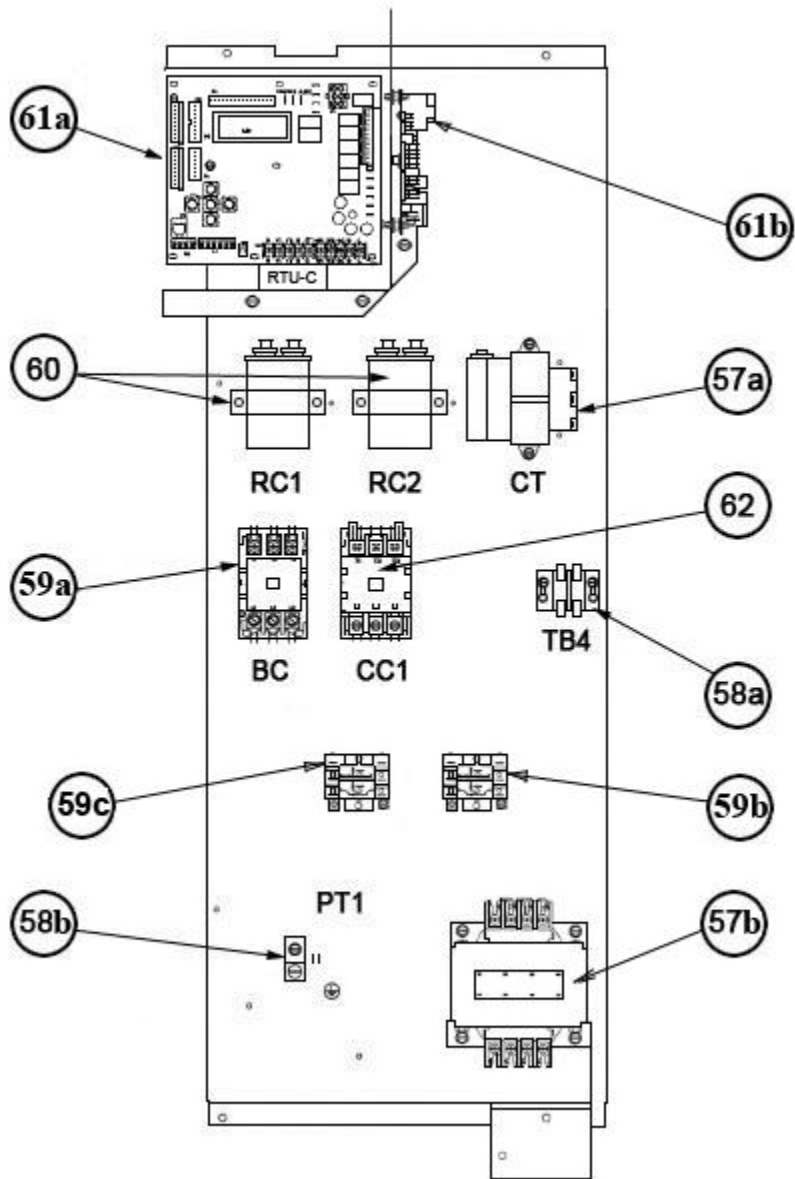 61a
61b
RTU-C
60
57a
RC1 RC2 CT
62
59a
BC CC1 TB4
58a
59c 59b
PT1
58b 57b